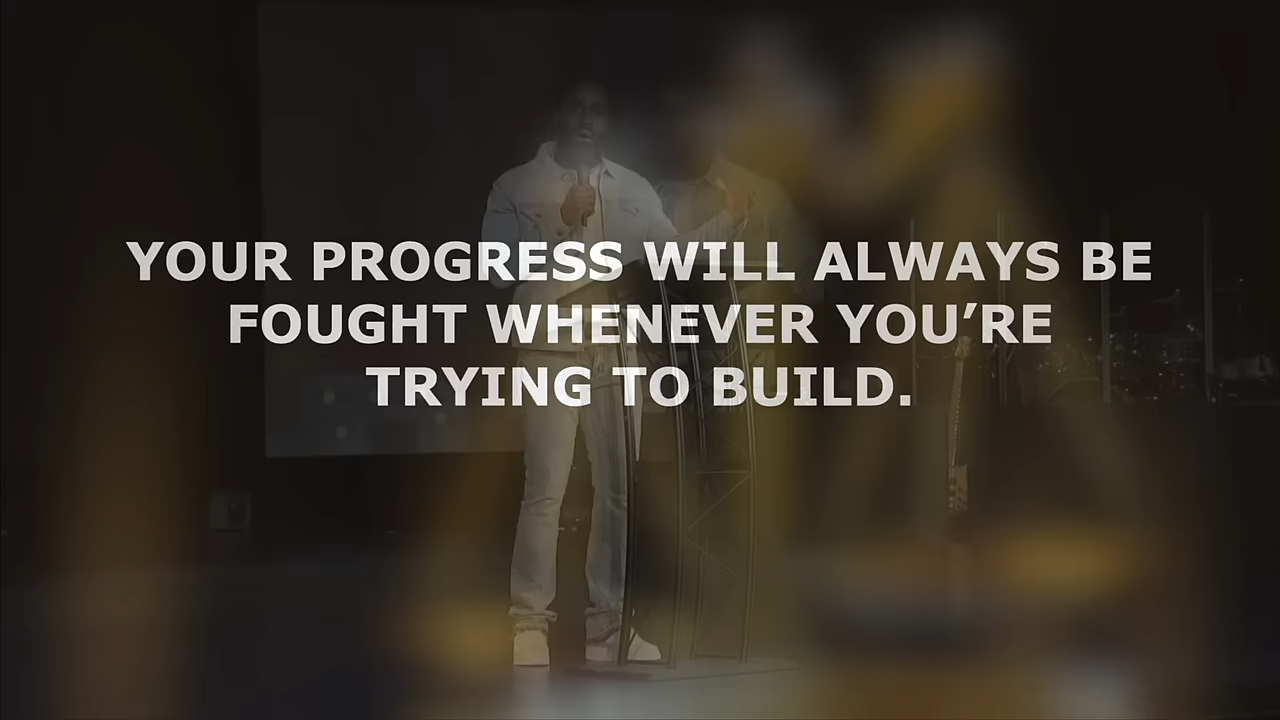 YOUR PROGRESS WILL ALWAYS BE
FOUGHT WHENEVER YOU’RE
TRYING TO BUILD.